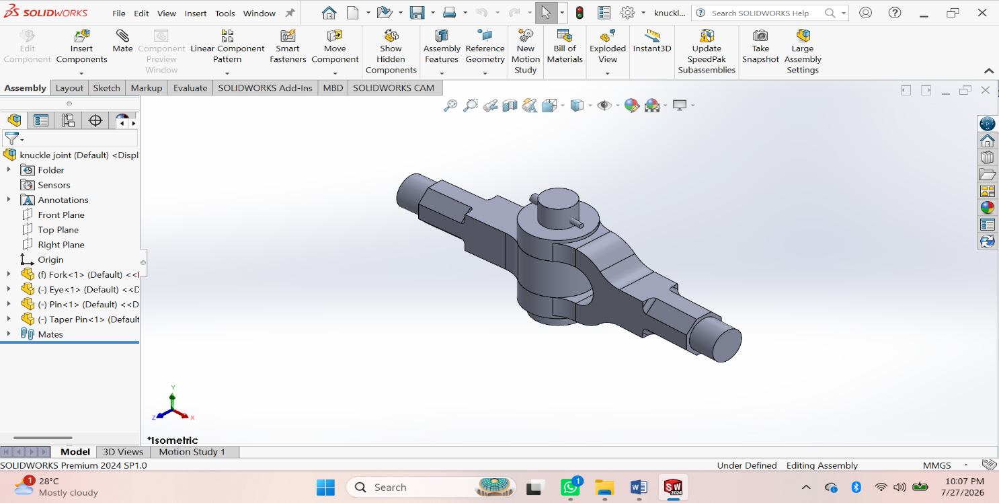 SOLIDWORKS File Edit View Insert Tools Window knuckl... Search SOLIDWORKS Help
Edit Component
Insert Components
Mate
Component Preview Window
Linear Component Pattern
Smart Fasteners
Move Component
Show Hidden Components
Assembly Features
Reference Geometry
New Motion Study
Bill of Materials
Exploded View
Instant3D
Update SpeedPak Subassemblies
Take Snapshot
Large Assembly Settings
Assembly Layout Sketch Markup Evaluate SOLIDWORKS Add-Ins MBD SOLIDWORKS CAM
knuckle joint (Default) <Displ
Folder
Sensors
Annotations
Front Plane
Top Plane
Right Plane
Origin
(f) Fork<1> (Default) <<
(-) Eye<1> (Default) <<D
(-) Pin<1> (Default) <<D
(-) Taper Pin<1> (Default
Mates
Y
Z
X
*Isometric
Model 3D Views Motion Study 1
SOLIDWORKS Premium 2024 SP1.0 Under Defined Editing Assembly MMGS
1
28°C
Mostly cloudy
Search
1
W
SW
2024
10:07 PM
7/27/2026